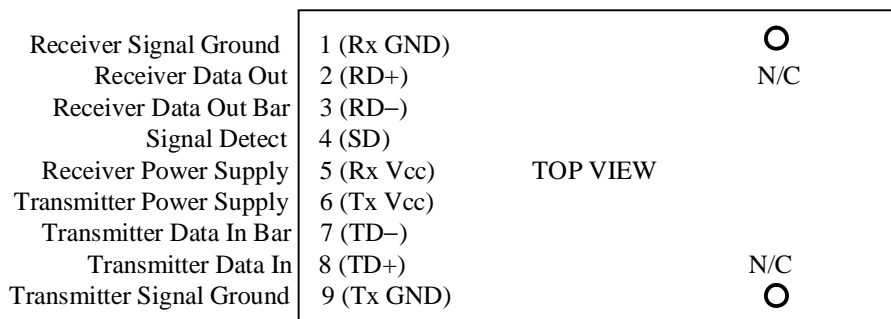 Receiver Signal Ground 1 (Rx GND)
Receiver Data Out 2 (RD+) N/C
Receiver Data Out Bar 3 (RD−)
Signal Detect 4 (SD)
Receiver Power Supply 5 (Rx Vcc) TOP VIEW
Transmitter Power Supply 6 (Tx Vcc)
Transmitter Data In Bar 7 (TD−)
Transmitter Data In 8 (TD+) N/C
Transmitter Signal Ground 9 (Tx GND)